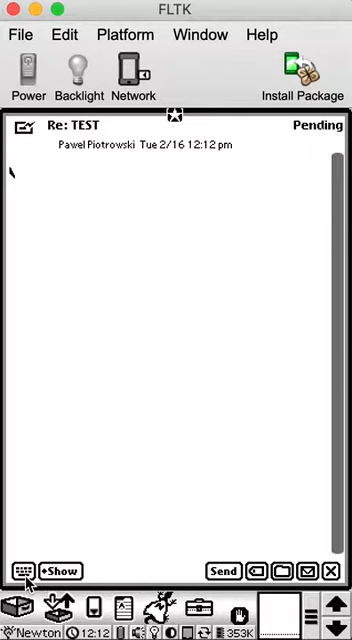 FLTK
File Edit Platform Window Help
Power Backlight Network Install Package
Re: TEST Pending
Pawel Piotrowski Tue 2/16 12:12 pm
Show Send
Newton 12:12 353K